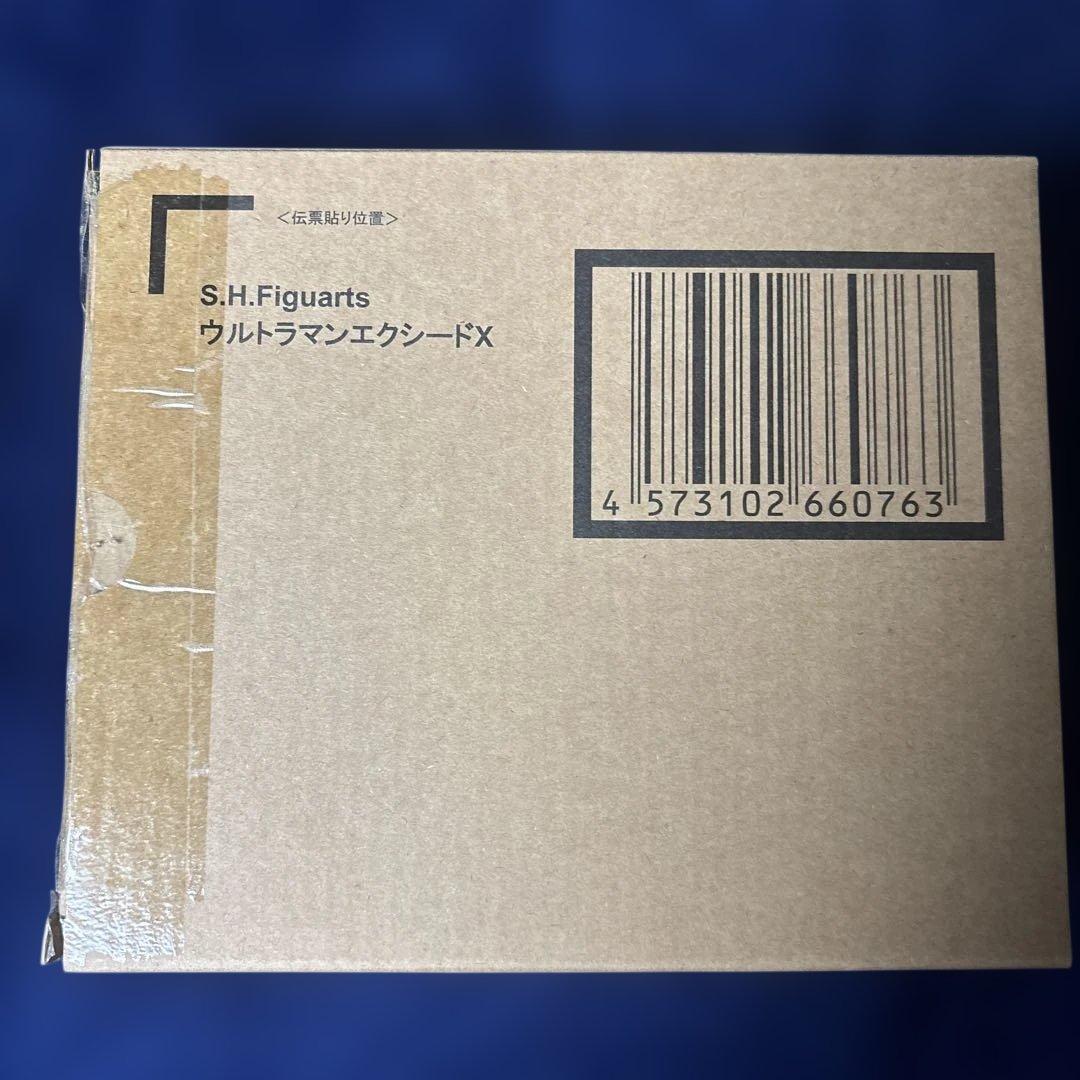 ＜伝票貼り位置＞
S.H.Figuarts
ウルトラマンエクシードX
4 573102 660763